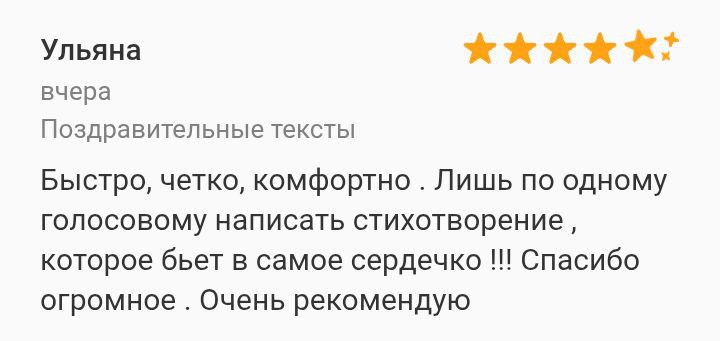 Ульяна
вчера
Поздравительные тексты
Быстро, четко, комфортно . Лишь по одному
голосовому написать стихотворение ,
которое бьет в самое сердечко !!! Спасибо
огромное . Очень рекомендую